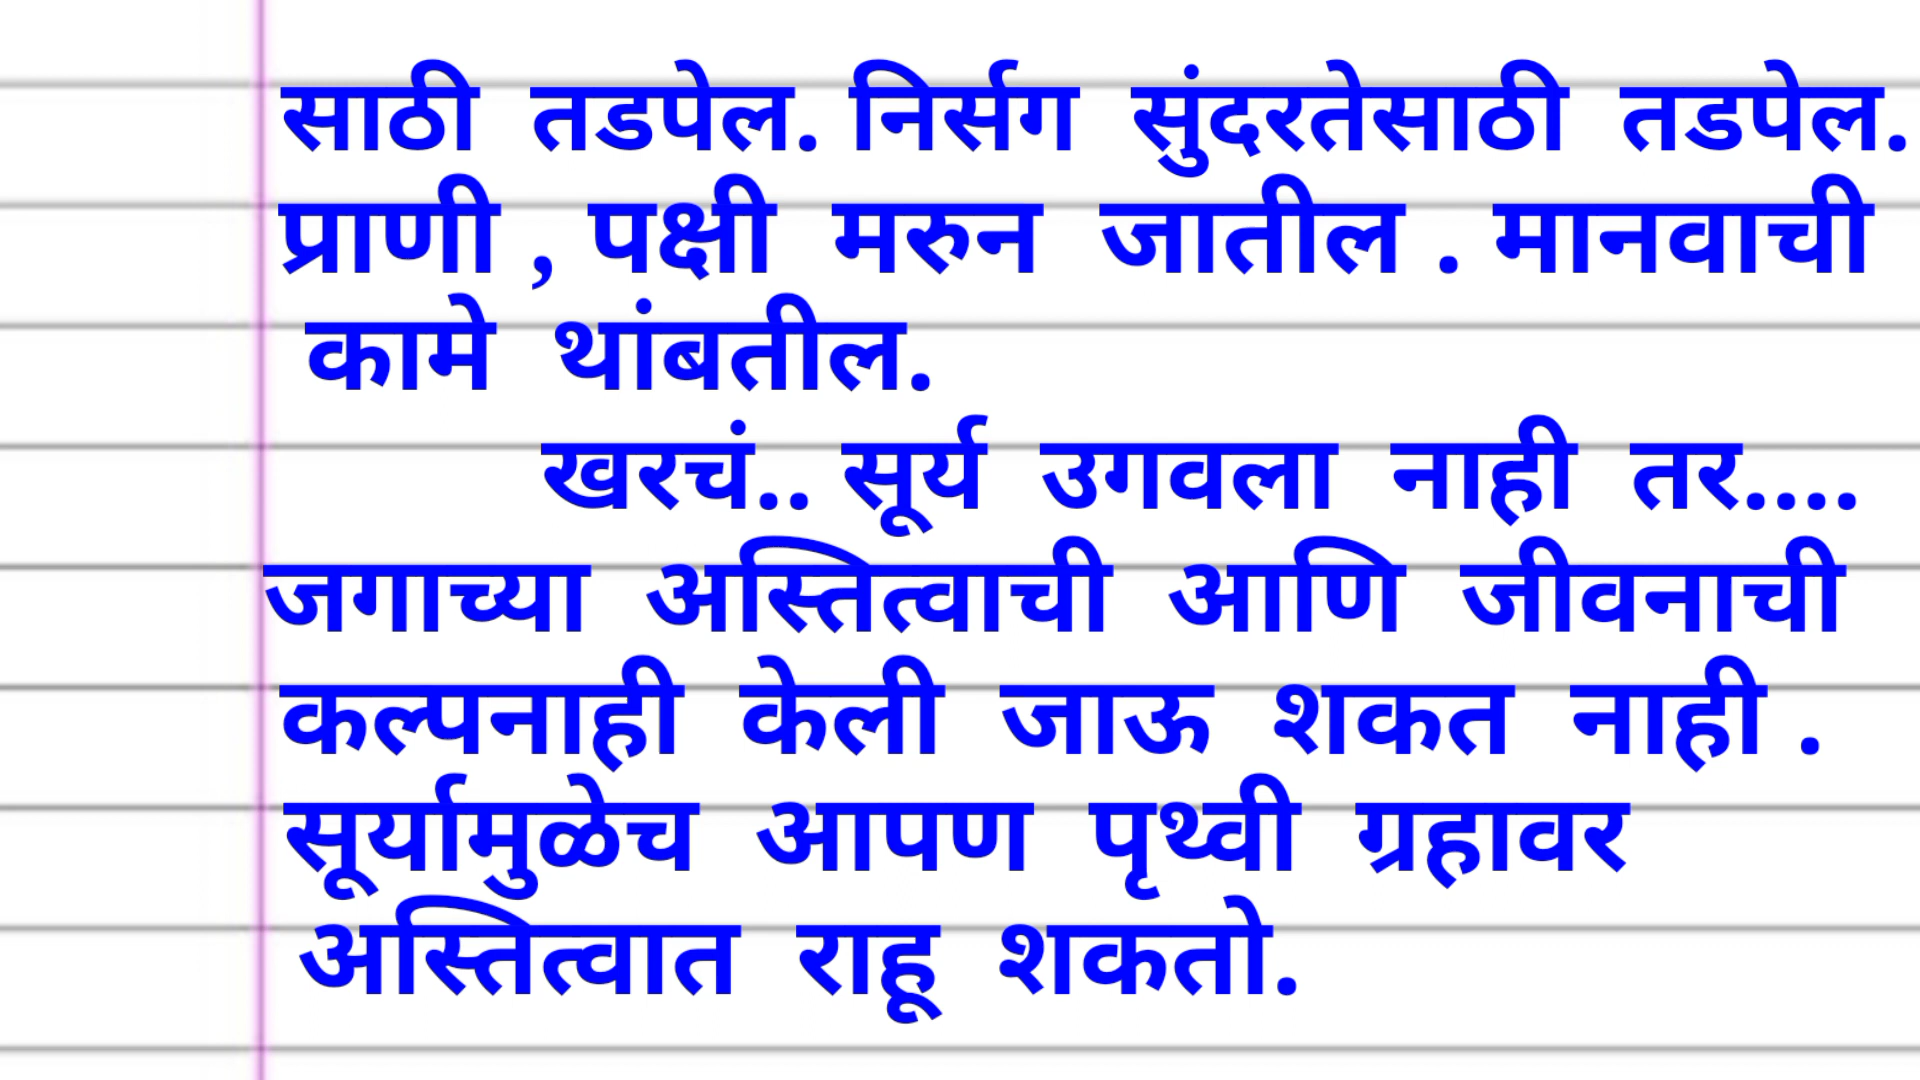 साठी तडपेल. निर्सग सुंदरतेसाठी तडपेल.
प्राणी , पक्षी मरुन जातील . मानवाची
कामे थांबतील.
खरचं.. सूर्य उगवला नाही तर....
जगाच्या अस्तित्वाची आणि जीवनाची
कल्पनाही केली जाऊ शकत नाही .
सूर्यामुळेच आपण पृथ्वी ग्रहावर
अस्तित्वात राहू शकतो.